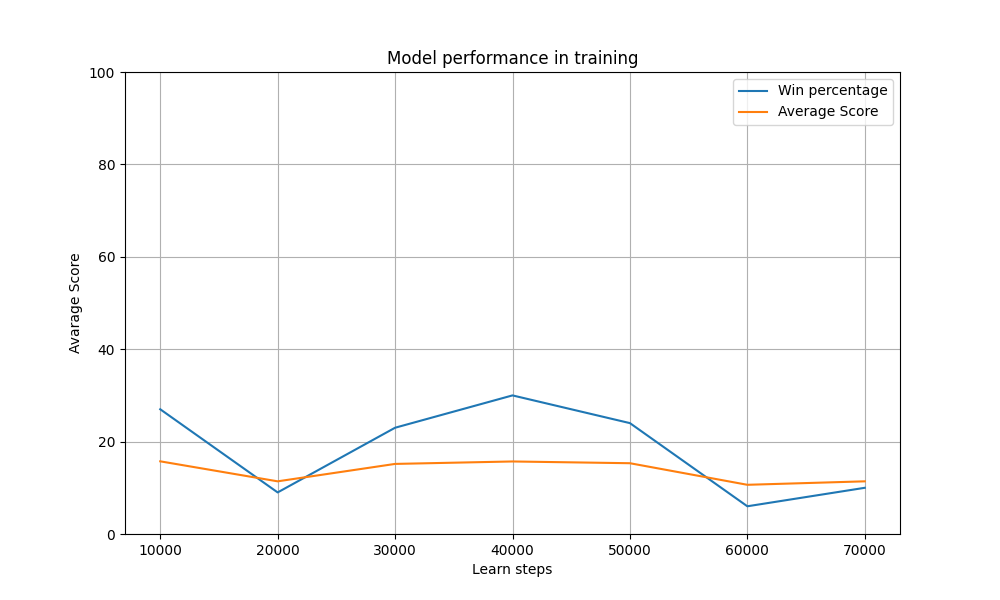 Model performance in training
100
80
60
40
20
0
Avarage Score
Win percentage
Average Score
10000 20000 30000 40000 50000 60000 70000
Learn steps